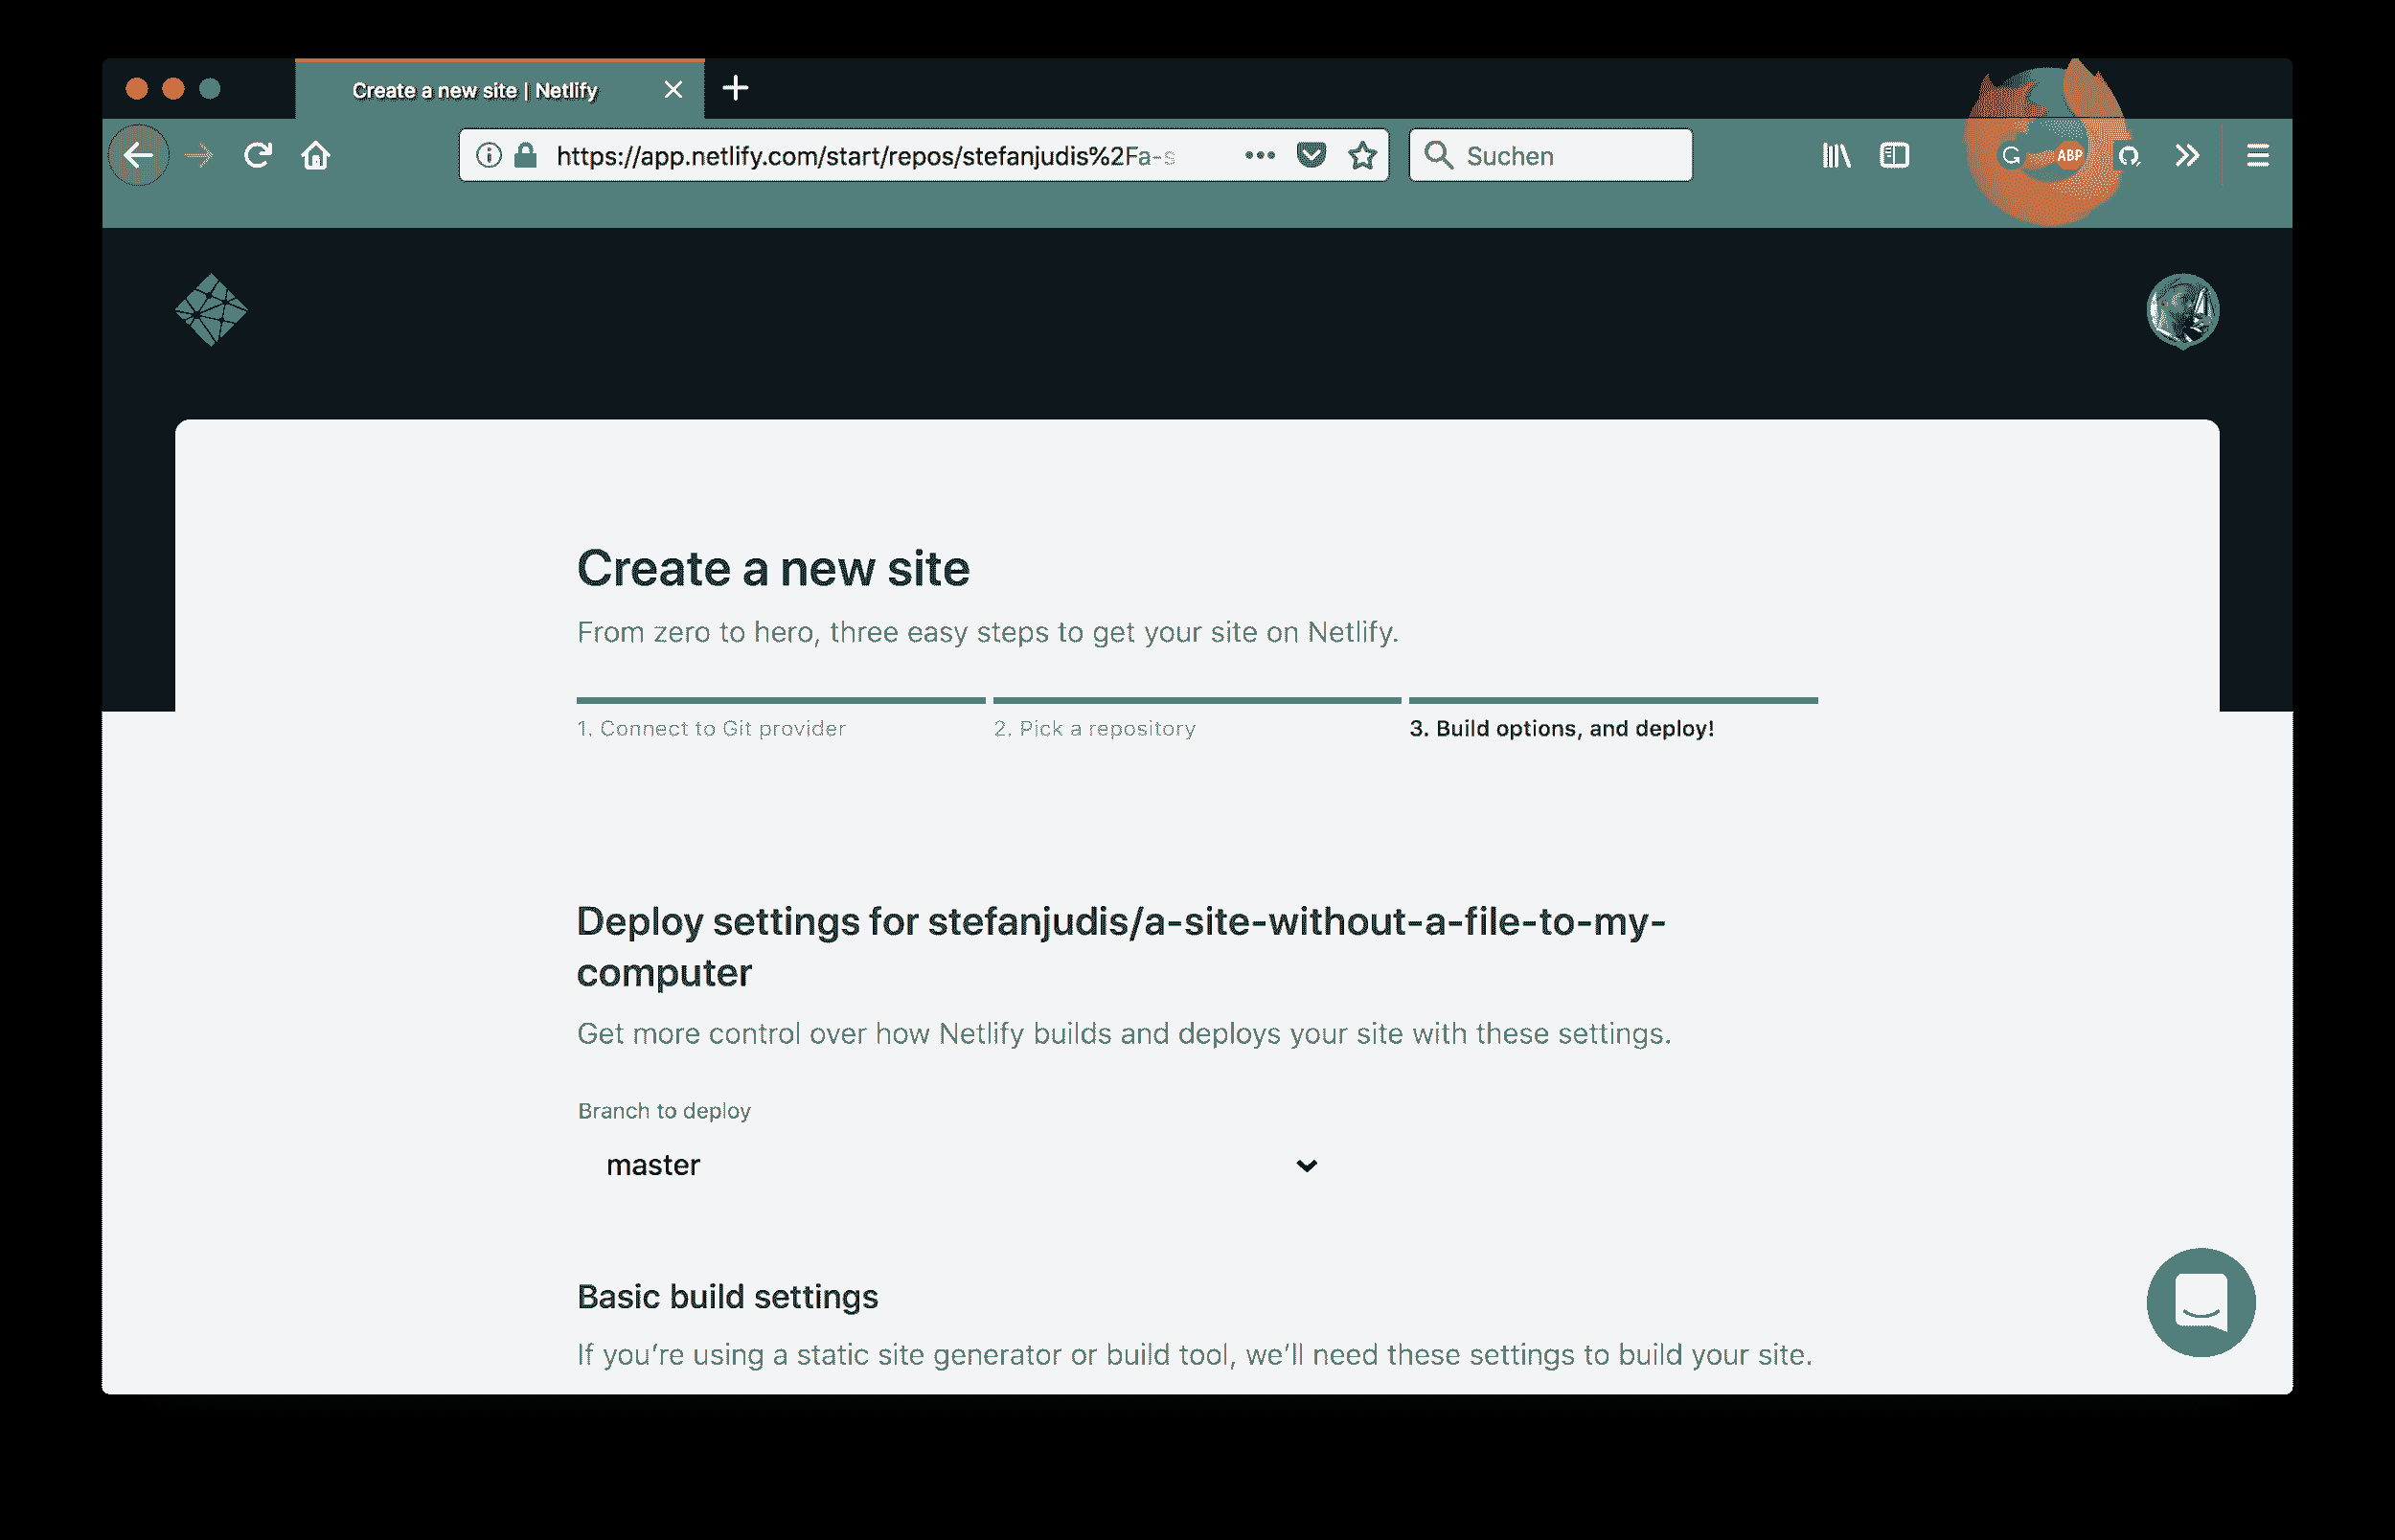 Create a new site | Netlify
https://app.netlify.com/start/repos/stefanjudis%2Fa-s
Suchen
ABP
Create a new site
From zero to hero, three easy steps to get your site on Netlify.
1. Connect to Git provider
2. Pick a repository
3. Build options, and deploy!
Deploy settings for stefanjudis/a-site-without-a-file-to-my-
computer
Get more control over how Netlify builds and deploys your site with these settings.
Branch to deploy
master
Basic build settings
If you’re using a static site generator or build tool, we’ll need these settings to build your site.